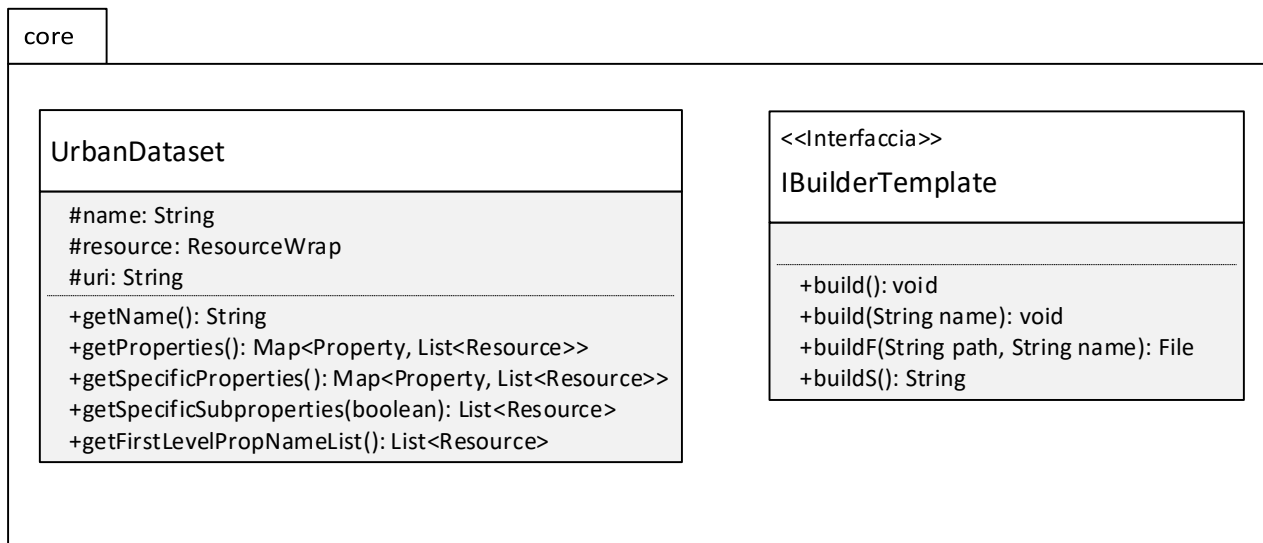 core
UrbanDataset
#name: String
#resource: ResourceWrap
#uri: String
+getName(): String
+getProperties(): Map<Property, List<Resource>>
+getSpecificProperties(): Map<Property, List<Resource>>
+getSpecificSubproperties(boolean): List<Resource>
+getFirstLevelPropNameList(): List<Resource>
<<Interfaccia>>
IBuilderTemplate
+build(): void
+build(String name): void
+buildF(String path, String name): File
+buildS(): String